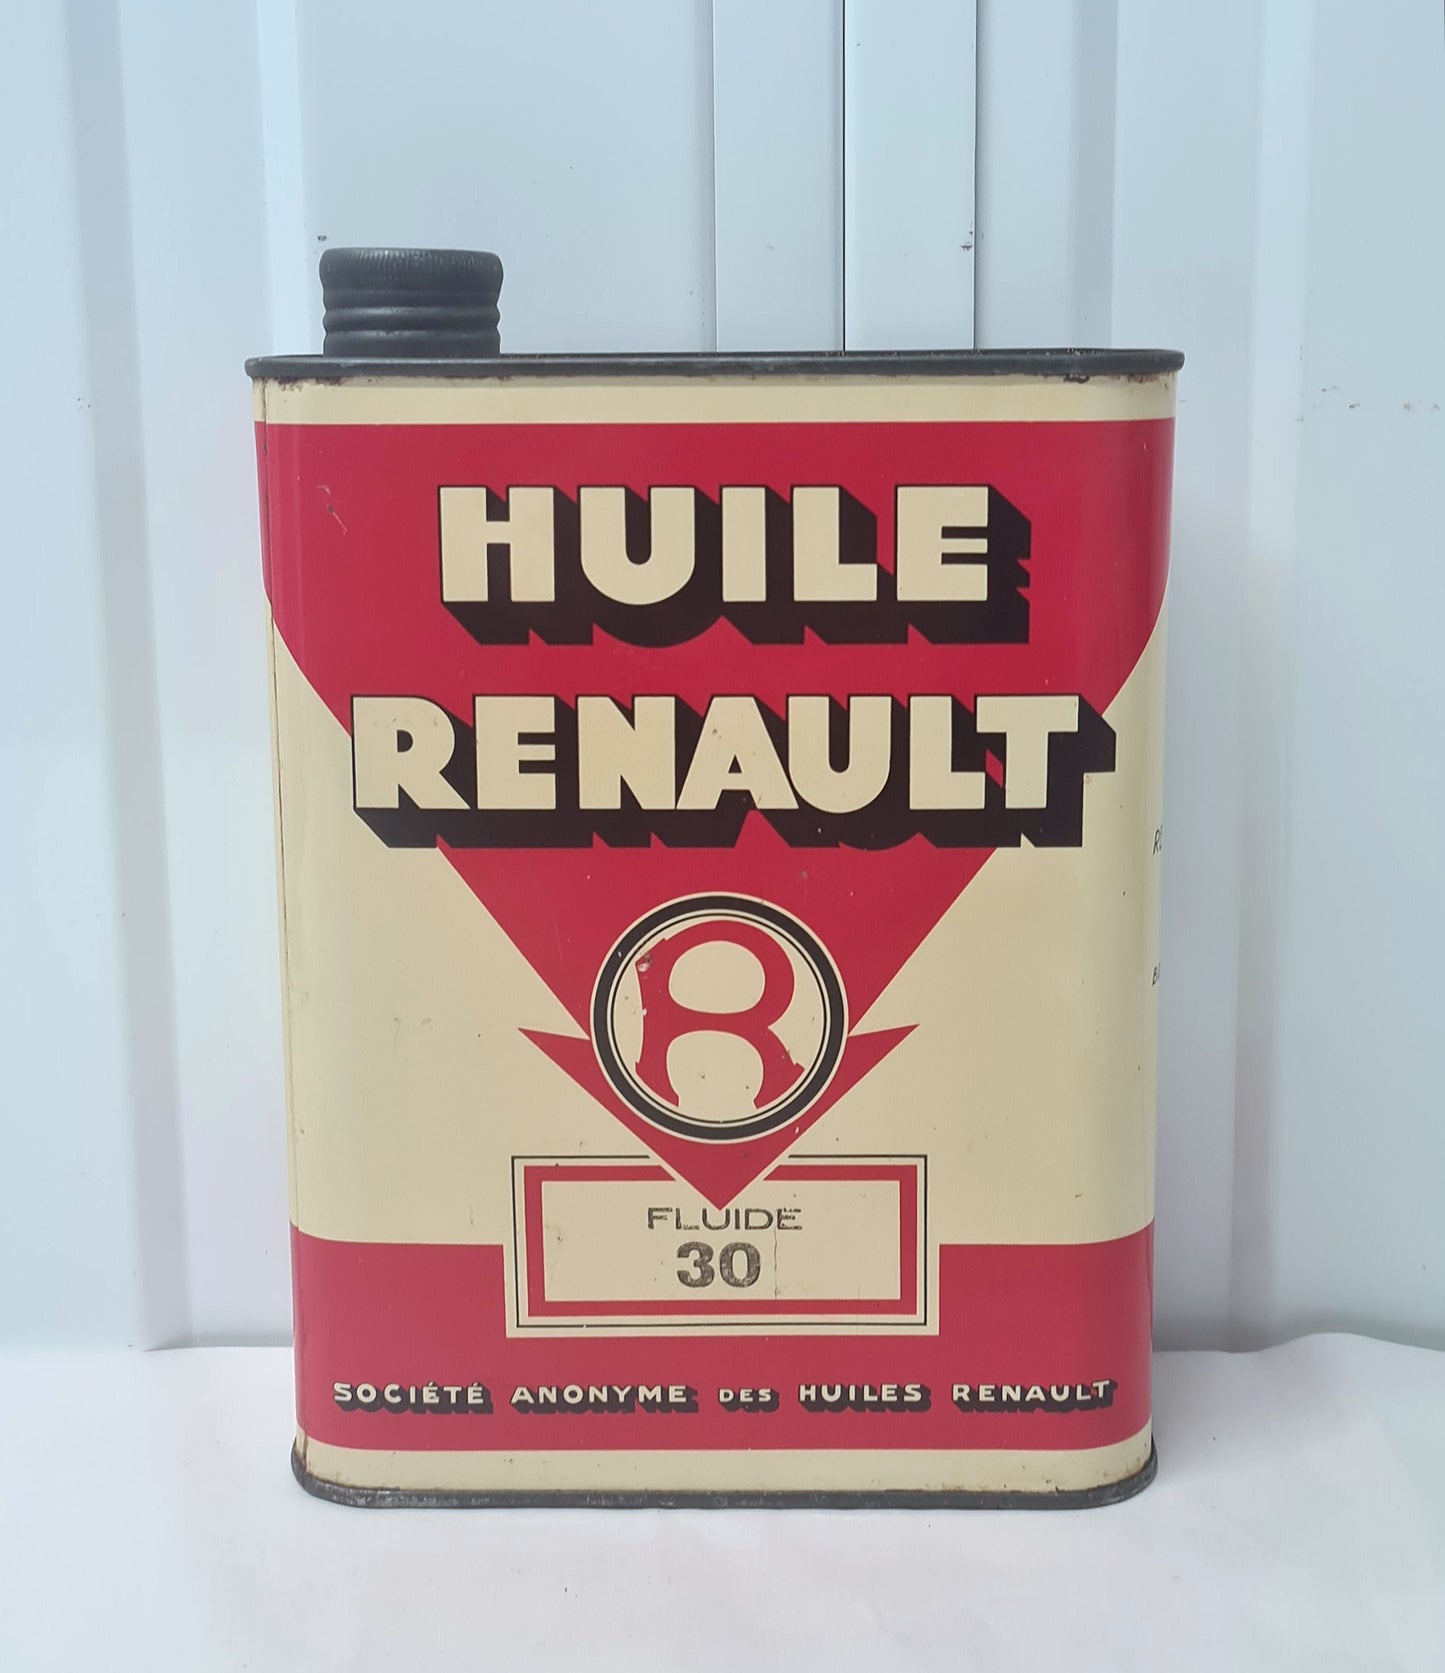 HUILE
RENAULT
R
FLUIDE
30
SOCIÉTÉ ANONYME DES HUILES RENAULT